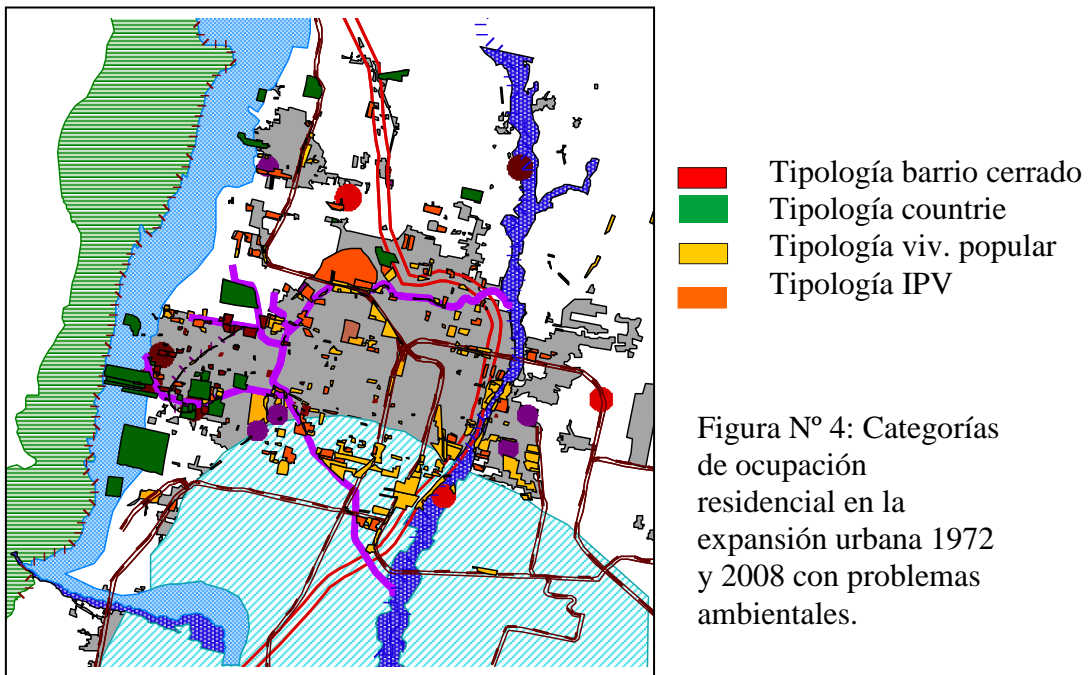 Tipología barrio cerrado
Tipología countrie
Tipología viv. popular
Tipología IPV
Figura Nº 4: Categorías
de ocupación
residencial en la
expansión urbana 1972
y 2008 con problemas
ambientales.